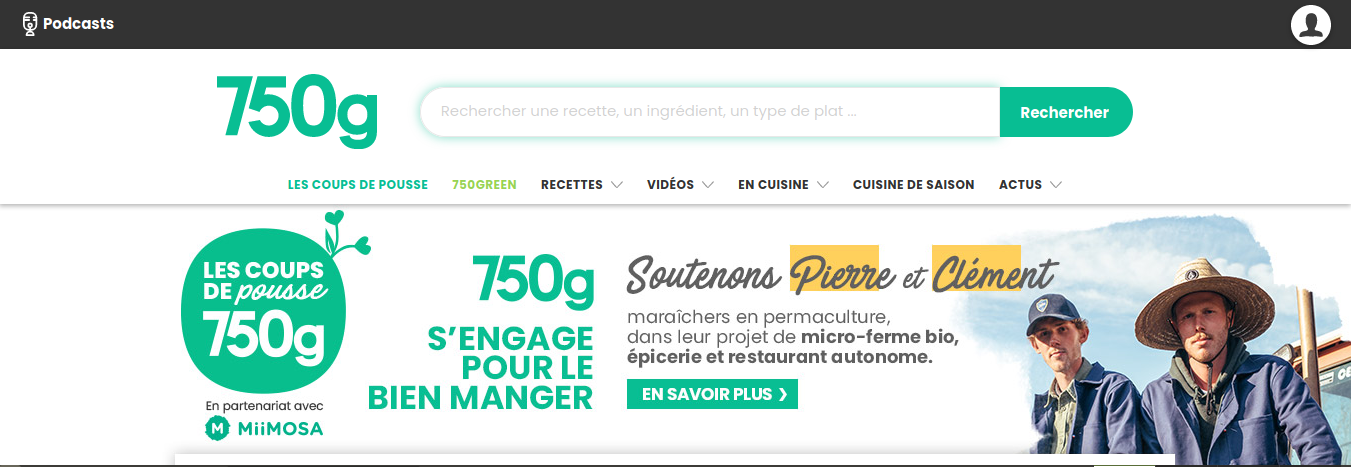 Podcasts
750g
Rechercher une recette, un ingrédient, un type de plat ...
Rechercher
LES COUPS DE POUSSE
750GREEN
RECETTES
VIDÉOS
EN CUISINE
CUISINE DE SAISON
ACTUS
LES COUPS
DE pousse
750g
En partenariat avec
M MiiMOSA
750g
S'ENGAGE
POUR LE
BIEN MANGER
Soutenons Pierre et Clément
maraîchers en permaculture,
dans leur projet de micro-ferme bio,
épicerie et restaurant autonome.
EN SAVOIR PLUS ❯